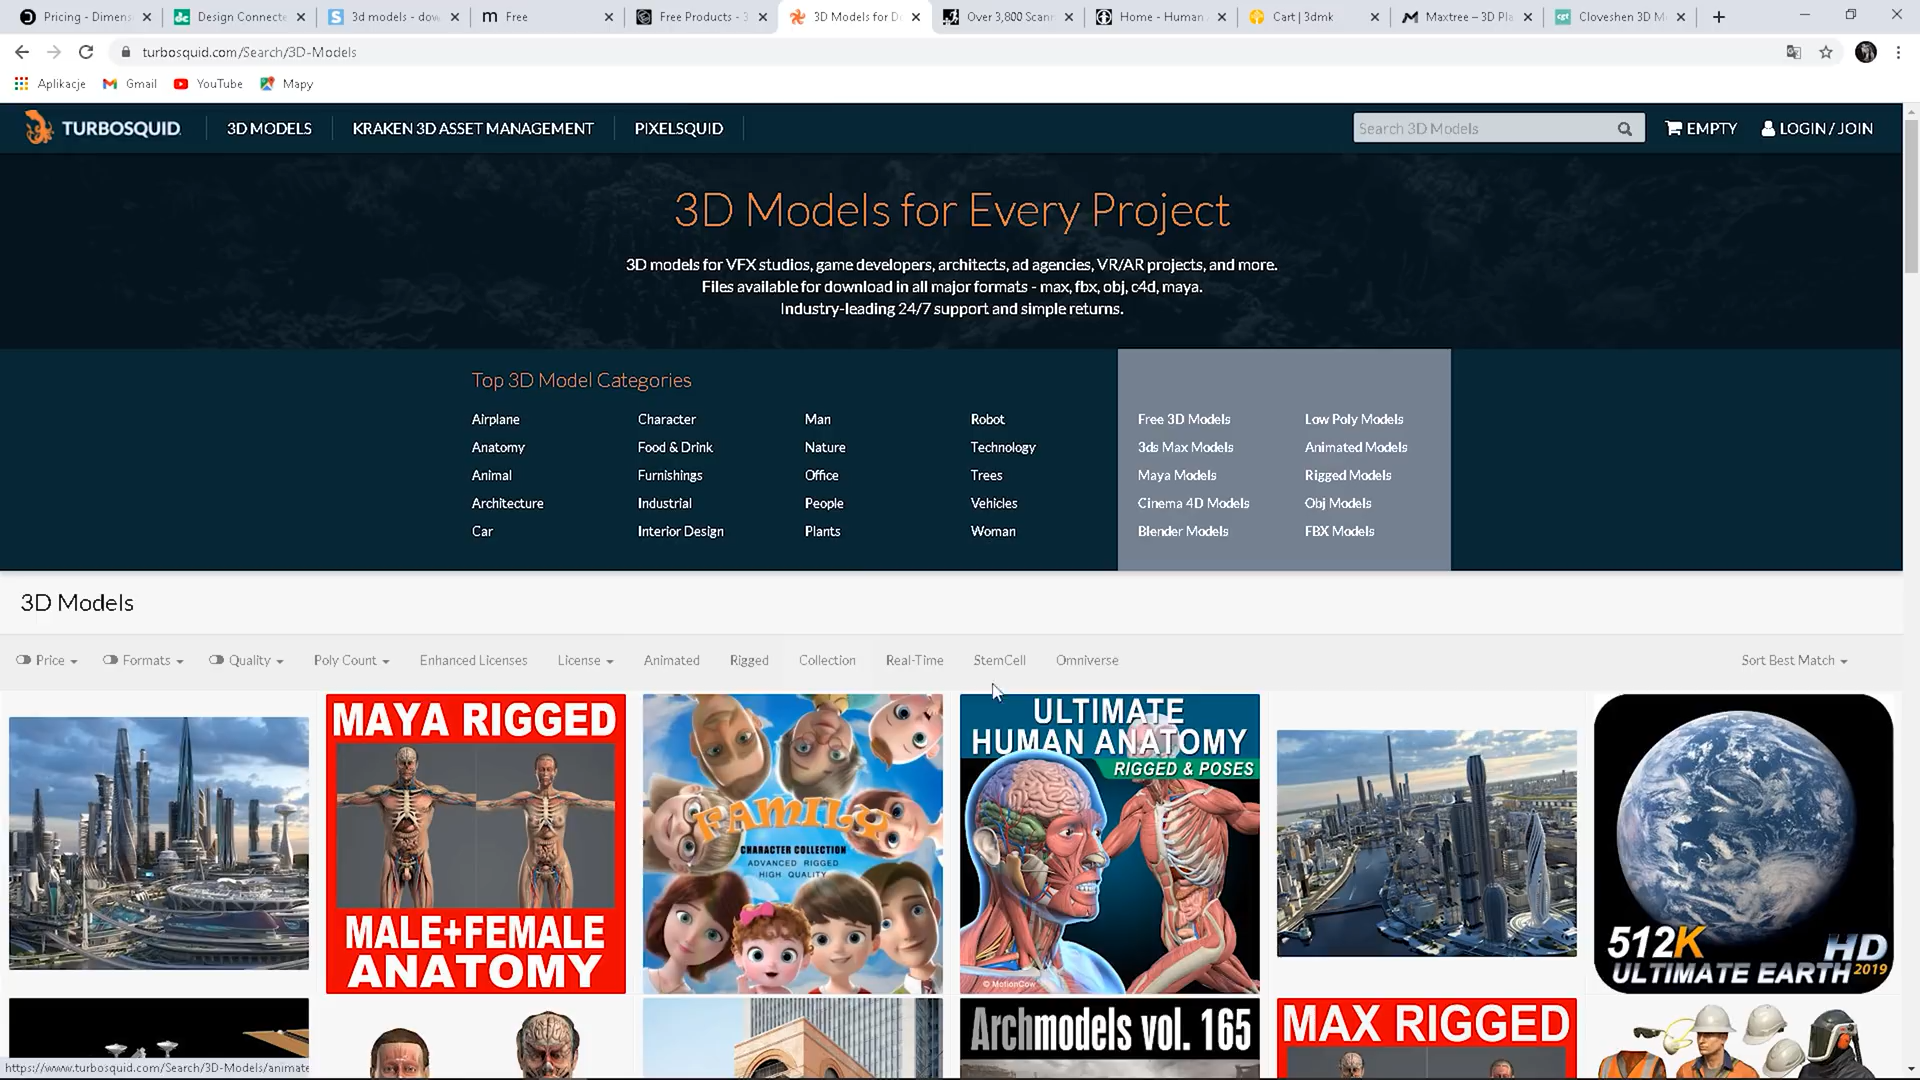 Pricing - Dimens
Design Connecte
3d models - dow
Free
Free Products - 3
3D Models for Do
Over 3,800 Scann
Home - Human
Cart | 3dmk
Maxtree – 3D Pla
Cloveshen 3D M
turbosquid.com/Search/3D-Models
Aplikacje
Gmail
YouTube
Mapy
TURBOSQUID
3D MODELS
KRAKEN 3D ASSET MANAGEMENT
PIXELSQUID
Search 3D Models
EMPTY
LOGIN / JOIN
3D Models for Every Project
3D models for VFX studios, game developers, architects, ad agencies, VR/AR projects, and more.
Files available for download in all major formats - max, fbx, obj, c4d, maya.
Industry-leading 24/7 support and simple returns.
Top 3D Model Categories
Airplane
Character
Man
Robot
Free 3D Models
Low Poly Models
Anatomy
Food & Drink
Nature
Technology
3ds Max Models
Animated Models
Animal
Furnishings
Office
Trees
Maya Models
Rigged Models
Architecture
Industrial
People
Vehicles
Cinema 4D Models
Obj Models
Car
Interior Design
Plants
Woman
Blender Models
FBX Models
3D Models
Price
Formats
Quality
Poly Count
Enhanced Licenses
License
Animated
Rigged
Collection
Real-Time
StemCell
Omniverse
Sort Best Match
MAYA RIGGED
MALE+FEMALE
ANATOMY
FAMILY
CHARACTER COLLECTION
ADVANCED RIGGED
HIGH QUALITY
ULTIMATE
HUMAN ANATOMY
RIGGED & POSES
© MotionCow
512K
HD
ULTIMATE EARTH 2019
Archmodels vol. 165
MAX RIGGED
https://www.turbosquid.com/Search/3D-Models/animate